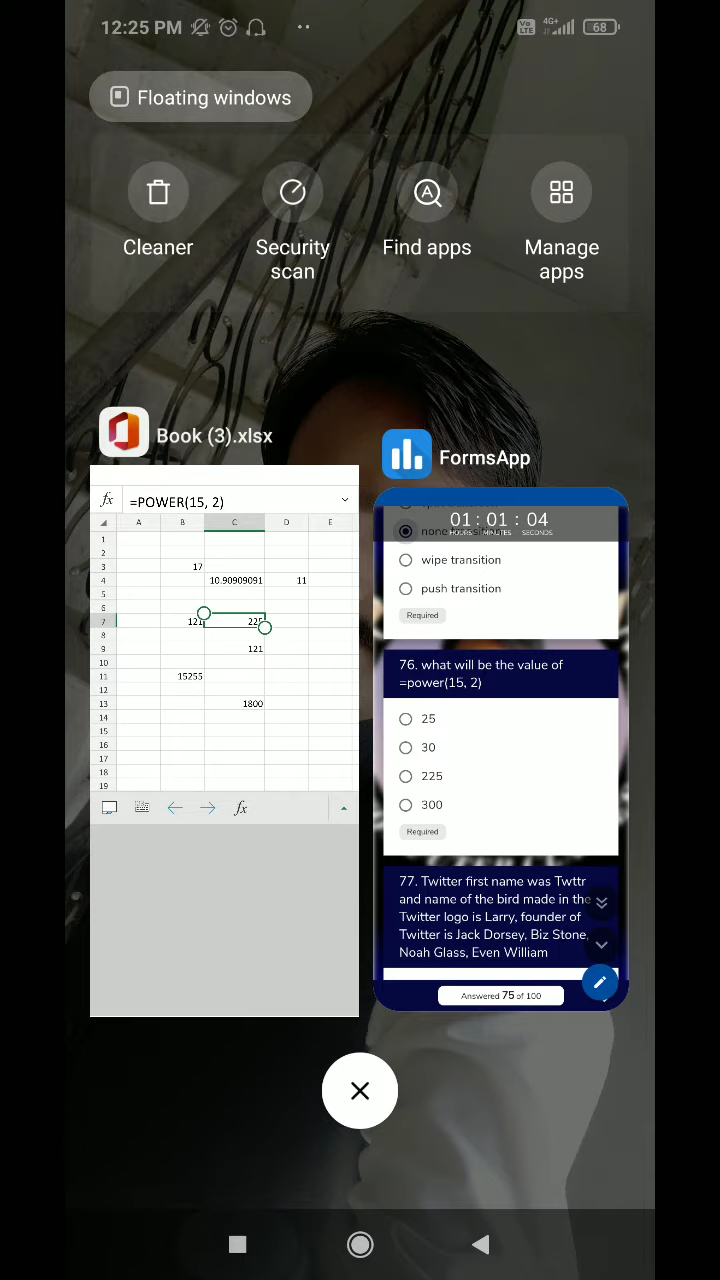 12:25 PM
Vo LTE 4G+ 68
Floating windows
Cleaner
Security scan
Find apps
Manage apps
Book (3).xlsx
fx =POWER(15, 2)
A B C D E
1
2
3 17
4 10.90909091 11
5
6
7 121 225
8
9 121
10
11 15255
12
13 1800
14
15
16
17
18
19
fx
FormsApp
01 : 01 : 04
HOURS MINUTES SECONDS
wipe transition
push transition
Required
76. what will be the value of
=power(15, 2)
25
30
225
300
Required
77. Twitter first name was Twttr
and name of the bird made in the
Twitter logo is Larry, founder of
Twitter is Jack Dorsey, Biz Stone,
Noah Glass, Even William
Answered 75 of 100